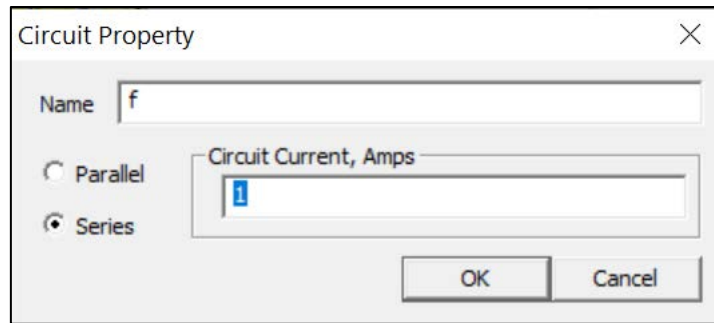 Circuit Property
Name f
Parallel
Circuit Current, Amps
1
Series
OK Cancel